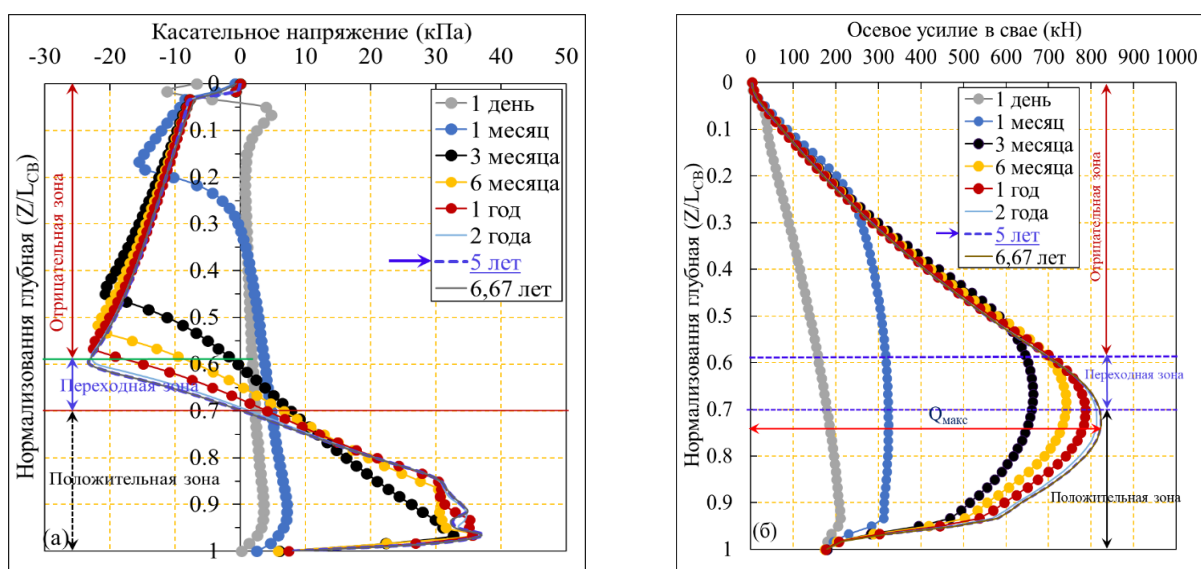 Касательное напряжение (кПа)
-30 -20 -10 0 10 20 30 40 50
Нормализования глубная (Z/LСВ)
0
0.1
0.2
0.3
0.4
0.5
0.6
0.7
0.8
0.9
1
1 день
1 месяц
3 месяца
6 месяца
1 год
2 года
5 лет
6,67 лет
Отрицательная зона
Переходная зона
Положительная зона
(а)
Осевое усилие в свае (кН)
0 100 200 300 400 500 600 700 800 900 1000
Нормализования глубная (Z/LСВ)
0
0.1
0.2
0.3
0.4
0.5
0.6
0.7
0.8
0.9
1
1 день
1 месяц
3 месяца
6 месяца
1 год
2 года
5 лет
6,67 лет
Отрицательная зона
Переходная зона
Qмакс
Положительная зона
(б)